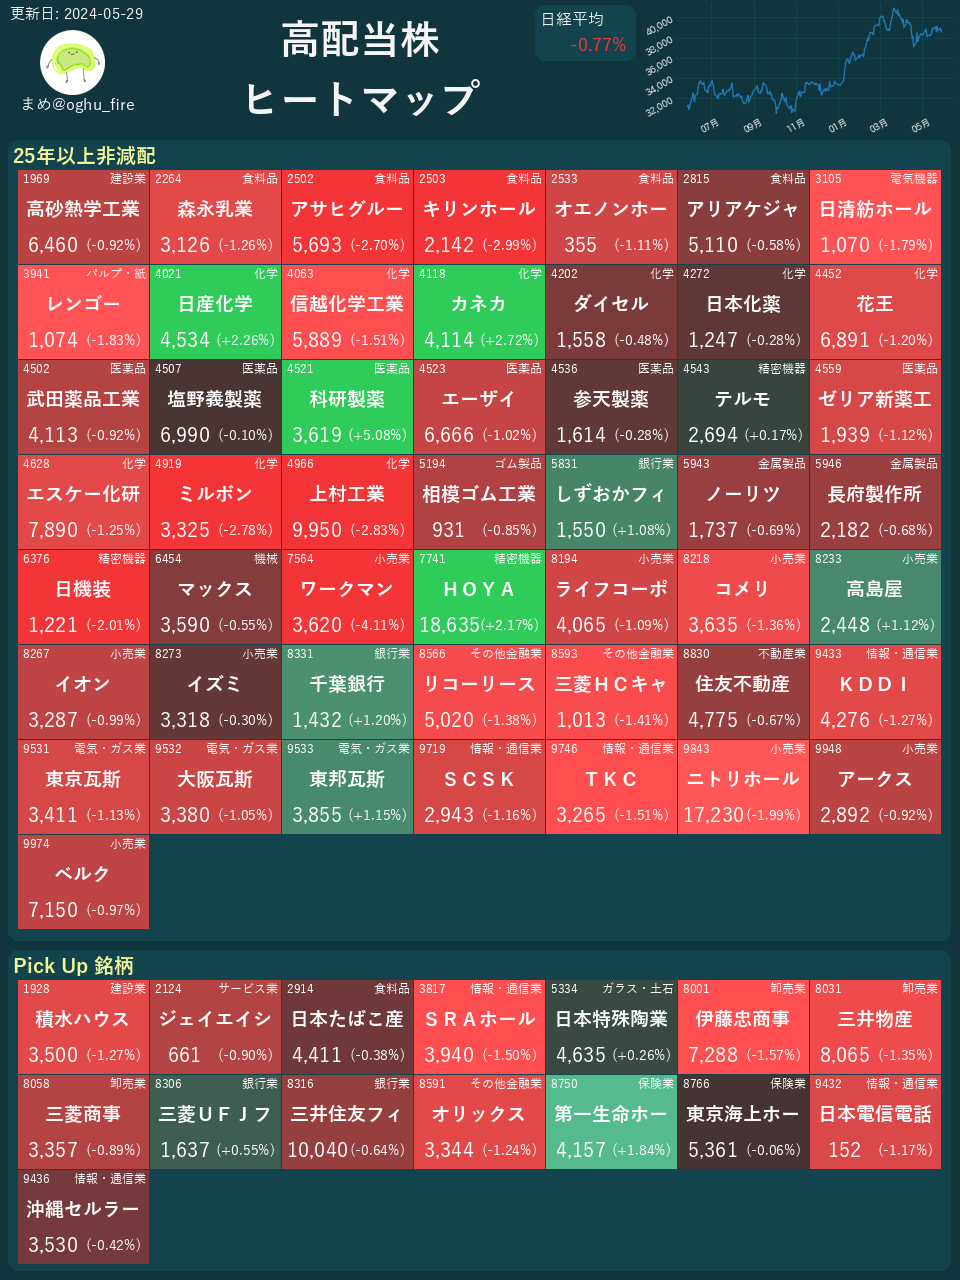 更新日: 2024-05-29
まめ@oghu_fire
高配当株
ヒートマップ
日経平均
-0.77%
40,000
38,000
36,000
34,000
32,000
07月 09月 11月 01月 03月 05月
25年以上非減配
1969 建設業 2264 食料品 2502 食料品 2503 食料品 2533 食料品 2815 食料品 3105 電気機器
高砂熱学工業 森永乳業 アサヒグルー キリンホール オエノンホー アリアケジャ 日清紡ホール
6,460 (-0.92%) 3,126 (-1.26%) 5,693 (-2.70%) 2,142 (-2.99%) 355 (-1.11%) 5,110 (-0.58%) 1,070 (-1.79%)
3941 パルプ・紙 4021 化学 4063 化学 4118 化学 4202 化学 4272 化学 4452 化学
レンゴー 日産化学 信越化学工業 カネカ ダイセル 日本化薬 花王
1,074 (-1.83%) 4,534 (+2.26%) 5,889 (-1.51%) 4,114 (+2.72%) 1,558 (-0.48%) 1,247 (-0.28%) 6,891 (-1.20%)
4502 医薬品 4507 医薬品 4521 医薬品 4523 医薬品 4536 医薬品 4543 精密機器 4559 医薬品
武田薬品工業 塩野義製薬 科研製薬 エーザイ 参天製薬 テルモ ゼリア新薬工
4,113 (-0.92%) 6,990 (-0.10%) 3,619 (+5.08%) 6,666 (-1.02%) 1,614 (-0.28%) 2,694 (+0.17%) 1,939 (-1.12%)
4628 化学 4919 化学 4966 化学 5194 ゴム製品 5831 銀行業 5943 金属製品 5946 金属製品
エスケー化研 ミルボン 上村工業 相模ゴム工業 しずおかフィ ノーリツ 長府製作所
7,890 (-1.25%) 3,325 (-2.78%) 9,950 (-2.83%) 931 (-0.85%) 1,550 (+1.08%) 1,737 (-0.69%) 2,182 (-0.68%)
6376 精密機器 6454 機械 7564 小売業 7741 精密機器 8194 小売業 8218 小売業 8233 小売業
日機装 マックス ワークマン ＨＯＹＡ ライフコーポ コメリ 高島屋
1,221 (-2.01%) 3,590 (-0.55%) 3,620 (-4.11%) 18,635(+2.17%) 4,065 (-1.09%) 3,635 (-1.36%) 2,448 (+1.12%)
8267 小売業 8273 小売業 8331 銀行業 8566 その他金融業 8593 その他金融業 8830 不動産業 9433 情報・通信業
イオン イズミ 千葉銀行 リコーリース 三菱ＨＣキャ 住友不動産 ＫＤＤＩ
3,287 (-0.99%) 3,318 (-0.30%) 1,432 (+1.20%) 5,020 (-1.38%) 1,013 (-1.41%) 4,775 (-0.67%) 4,276 (-1.27%)
9531 電気・ガス業 9532 電気・ガス業 9533 電気・ガス業 9719 情報・通信業 9746 情報・通信業 9843 小売業 9948 小売業
東京瓦斯 大阪瓦斯 東邦瓦斯 ＳＣＳＫ ＴＫＣ ニトリホール アークス
3,411 (-1.13%) 3,380 (-1.05%) 3,855 (+1.15%) 2,943 (-1.16%) 3,265 (-1.51%) 17,230(-1.99%) 2,892 (-0.92%)
9974 小売業
ベルク
7,150 (-0.97%)
Pick Up 銘柄
1928 建設業 2124 サービス業 2914 食料品 3817 情報・通信業 5334 ガラス・土石 8001 卸売業 8031 卸売業
積水ハウス ジェイエイシ 日本たばこ産 ＳＲＡホール 日本特殊陶業 伊藤忠商事 三井物産
3,500 (-1.27%) 661 (-0.90%) 4,411 (-0.38%) 3,940 (-1.50%) 4,635 (+0.26%) 7,288 (-1.57%) 8,065 (-1.35%)
8058 卸売業 8306 銀行業 8316 銀行業 8591 その他金融業 8750 保険業 8766 保険業 9432 情報・通信業
三菱商事 三菱ＵＦＪフ 三井住友フィ オリックス 第一生命ホー 東京海上ホー 日本電信電話
3,357 (-0.89%) 1,637 (+0.55%) 10,040(-0.64%) 3,344 (-1.24%) 4,157 (+1.84%) 5,361 (-0.06%) 152 (-1.17%)
9436 情報・通信業
沖縄セルラー
3,530 (-0.42%)